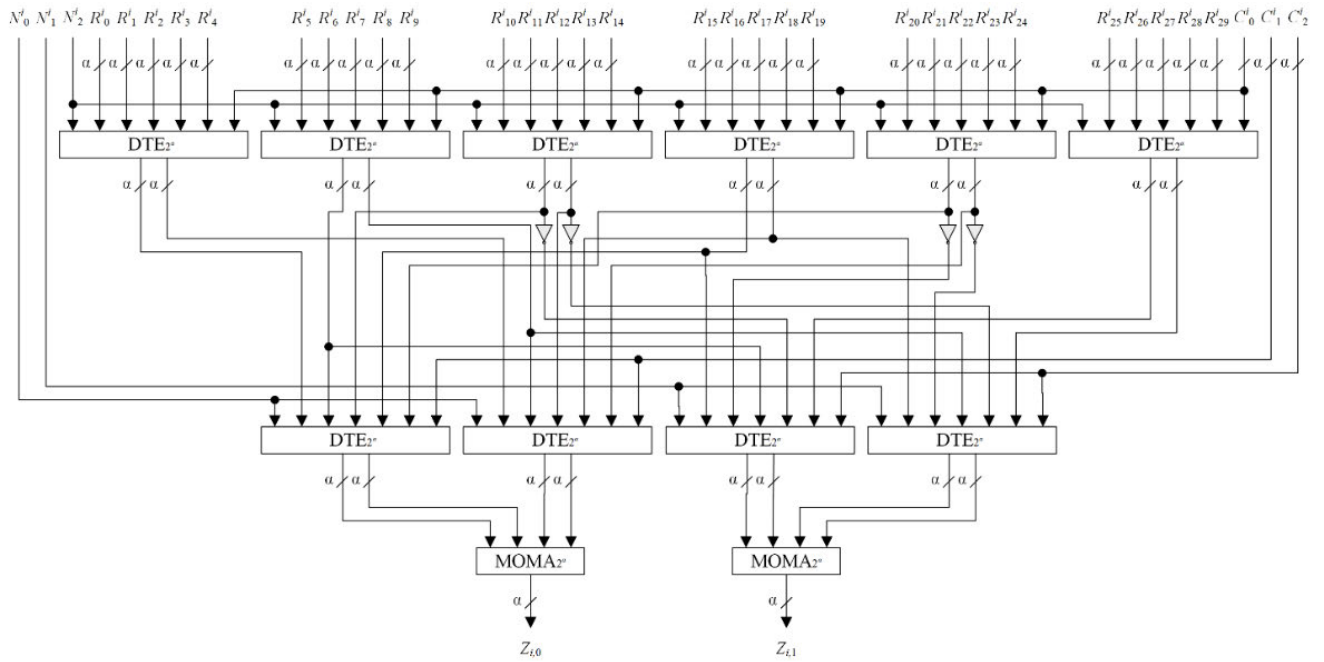 N^i_0 N^i_1 N^i_2 R^i_0 R^i_1 R^i_2 R^i_3 R^i_4 R^i_5 R^i_6 R^i_7 R^i_8 R^i_9 R^i_10 R^i_11 R^i_12 R^i_13 R^i_14 R^i_15 R^i_16 R^i_17 R^i_18 R^i_19 R^i_20 R^i_21 R^i_22 R^i_23 R^i_24 R^i_25 R^i_26 R^i_27 R^i_28 R^i_29 C^i_0 C^i_1 C^i_2
α α α α α α α α α α α α α α α α α α α α α α α α α α α α α α α α α
DTE2^α DTE2^α DTE2^α DTE2^α DTE2^α DTE2^α
α α α α α α α α α α α α
DTE2^α DTE2^α DTE2^α DTE2^α
α α α α α α α α
MOMA2^α MOMA2^α
α α
Z_i,0 Z_i,1